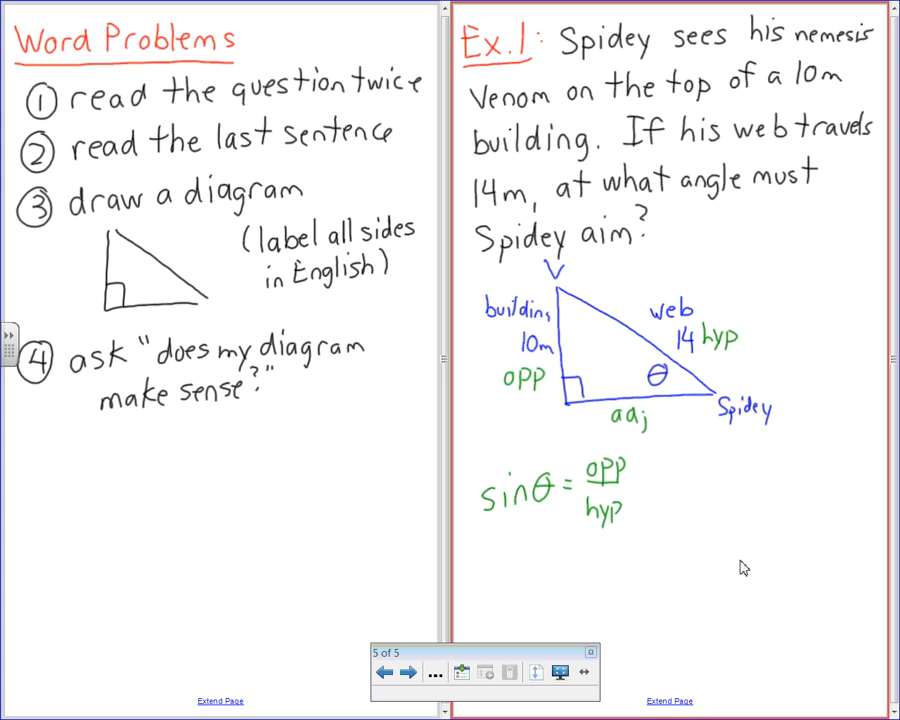 Word Problems
① read the question twice
② read the last sentence
③ draw a diagram
(label all sides
in English)
④ ask "does my diagram
make sense?"
Extend Page
Ex.1: Spidey sees his nemesis
Venom on the top of a 10m
building. If his web travels
14m, at what angle must
Spidey aim?
V
building
web
10m
14 hyp
opp
θ
Spidey
adj
sinθ = opp
hyp
Extend Page
5 of 5